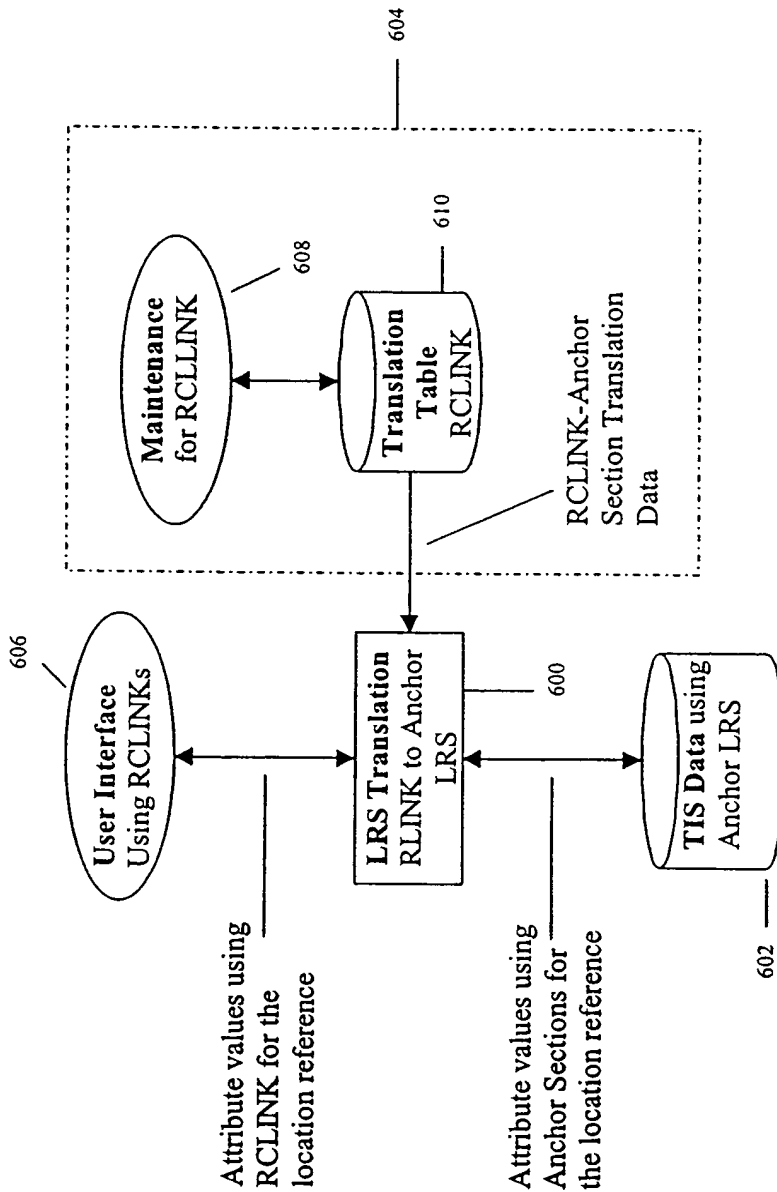 604
Maintenance
for RCLLINK
608
Translation
Table
RCLINK
610
RCLINK-Anchor
Section Translation
Data
606
User Interface
Using RCLINKs
LRS Translation
RLINK to Anchor
LRS
600
TIS Data using
Anchor LRS
602
Attribute values using
RCLINK for the
location reference
Attribute values using
Anchor Sections for
the location reference